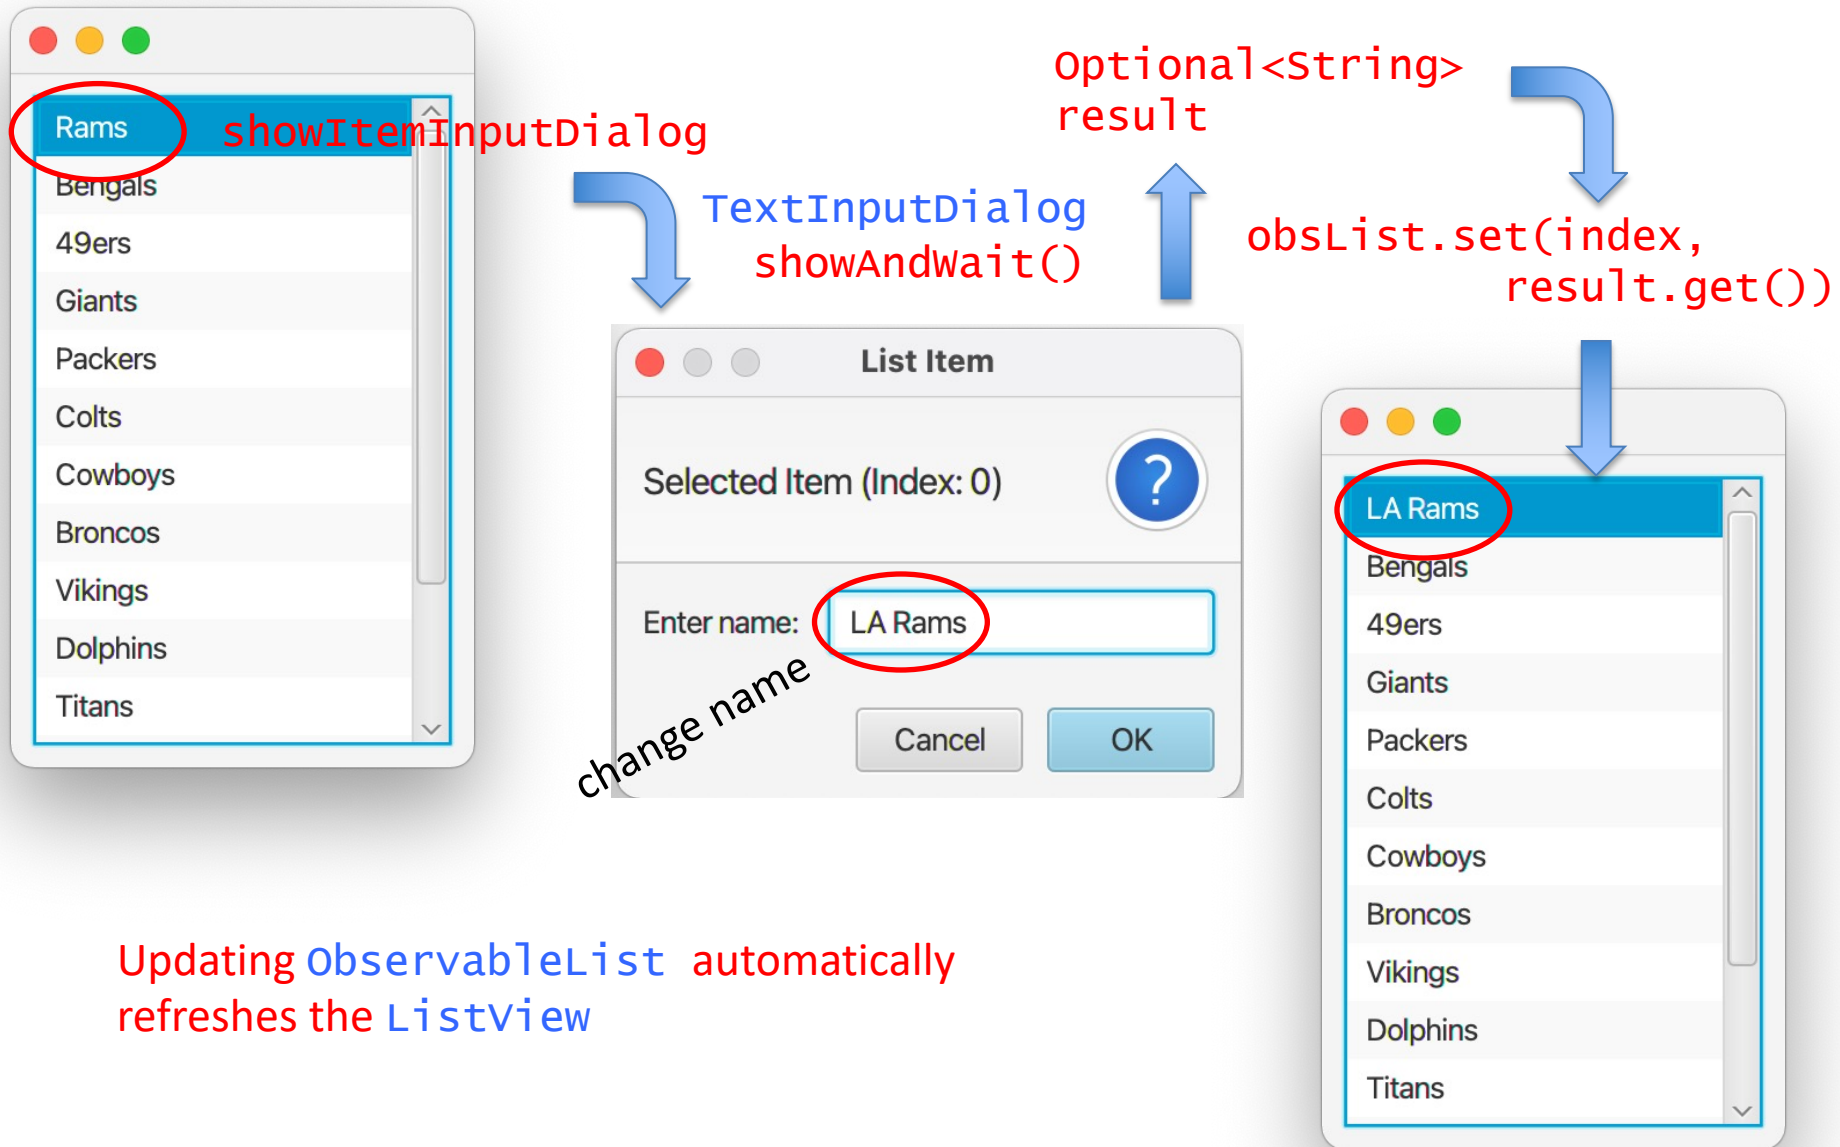 Rams
Bengals
49ers
Giants
Packers
Colts
Cowboys
Broncos
Vikings
Dolphins
Titans
showItemInputDialog
TextInputDialog
showAndWait()
List Item
Selected Item (Index: 0)
?
Enter name: LA Rams
change name
Cancel OK
Optional<String>
result
obsList.set(index,
result.get())
LA Rams
Bengals
49ers
Giants
Packers
Colts
Cowboys
Broncos
Vikings
Dolphins
Titans
Updating ObservableList automatically
refreshes the ListView